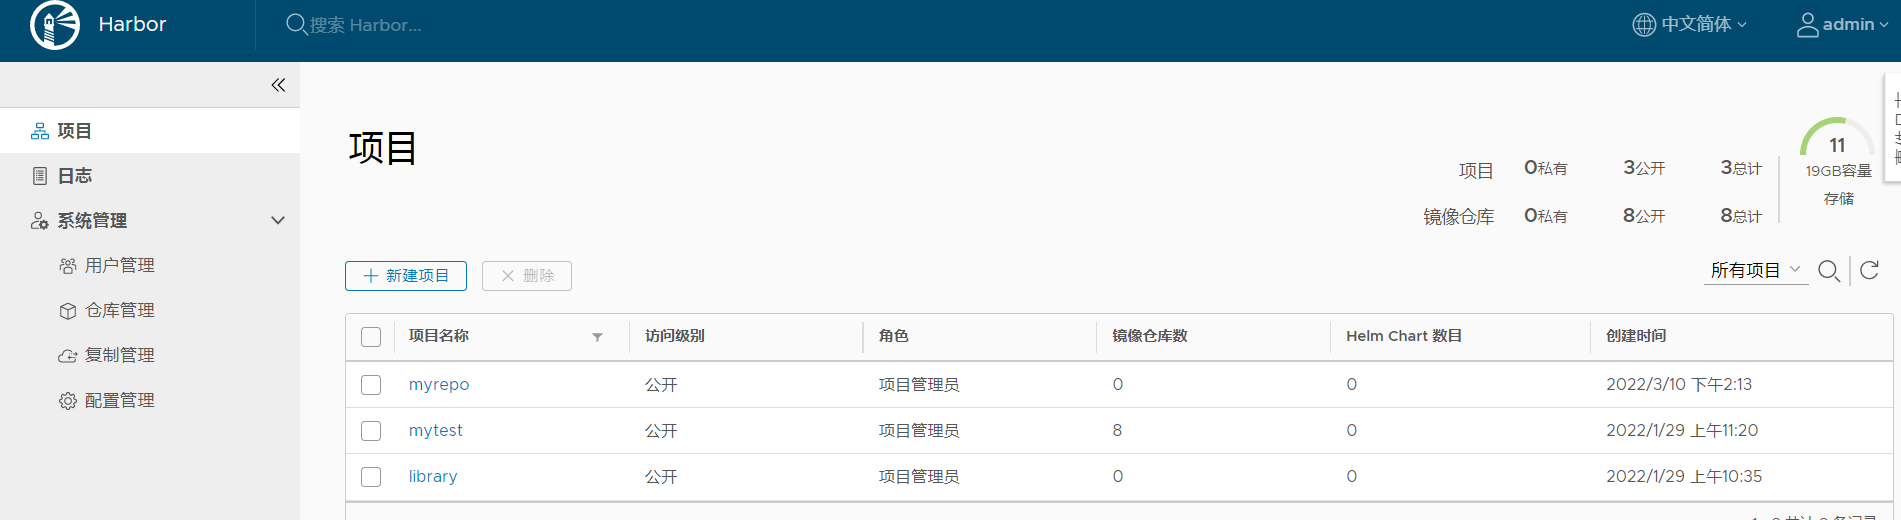 Harbor
搜索 Harbor...
中文简体
admin
项目
日志
系统管理
用户管理
仓库管理
复制管理
配置管理
项目
项目 0私有 3公开 3总计
镜像仓库 0私有 8公开 8总计
11
19GB容量
存储
新建项目
删除
所有项目
项目名称 访问级别 角色 镜像仓库数 Helm Chart 数目 创建时间
myrepo 公开 项目管理员 0 0 2022/3/10 下午2:13
mytest 公开 项目管理员 8 0 2022/1/29 上午11:20
library 公开 项目管理员 0 0 2022/1/29 上午10:35